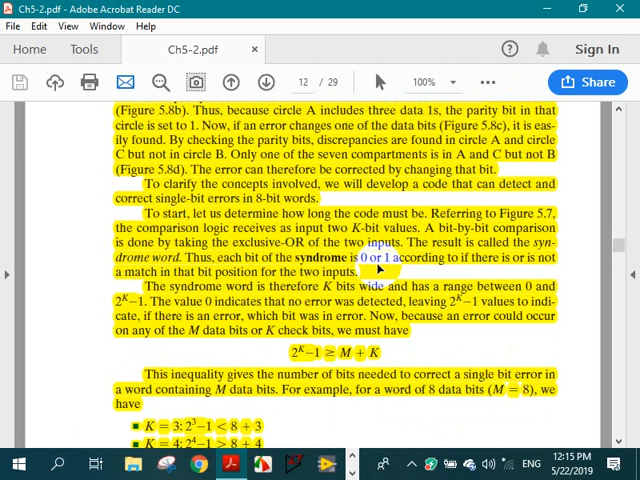 Ch5-2.pdf - Adobe Acrobat Reader DC
File Edit View Window Help
Home Tools Ch5-2.pdf × Sign In
12 / 29 100% Share
(Figure 5.8b). Thus, because circle A includes three data 1s, the parity bit in that
circle is set to 1. Now, if an error changes one of the data bits (Figure 5.8c), it is eas-
ily found. By checking the parity bits, discrepancies are found in circle A and circle
C but not in circle B. Only one of the seven compartments is in A and C but not B
(Figure 5.8d). The error can therefore be corrected by changing that bit.
To clarify the concepts involved, we will develop a code that can detect and
correct single-bit errors in 8-bit words.
To start, let us determine how long the code must be. Referring to Figure 5.7,
the comparison logic receives as input two K-bit values. A bit-by-bit comparison
is done by taking the exclusive-OR of the two inputs. The result is called the syn-
drome word. Thus, each bit of the syndrome is 0 or 1 according to if there is or is not
a match in that bit position for the two inputs.
The syndrome word is therefore K bits wide and has a range between 0 and
2ᴷ−1. The value 0 indicates that no error was detected, leaving 2ᴷ−1 values to indi-
cate, if there is an error, which bit was in error. Now, because an error could occur
on any of the M data bits or K check bits, we must have
2ᴷ−1 ≥ M + K
This inequality gives the number of bits needed to correct a single bit error in
a word containing M data bits. For example, for a word of 8 data bits (M = 8), we
have
■ K = 3: 2³−1 < 8 + 3
■ K = 4: 2⁴−1 > 8 + 4
ENG 12:15 PM
5/22/2019